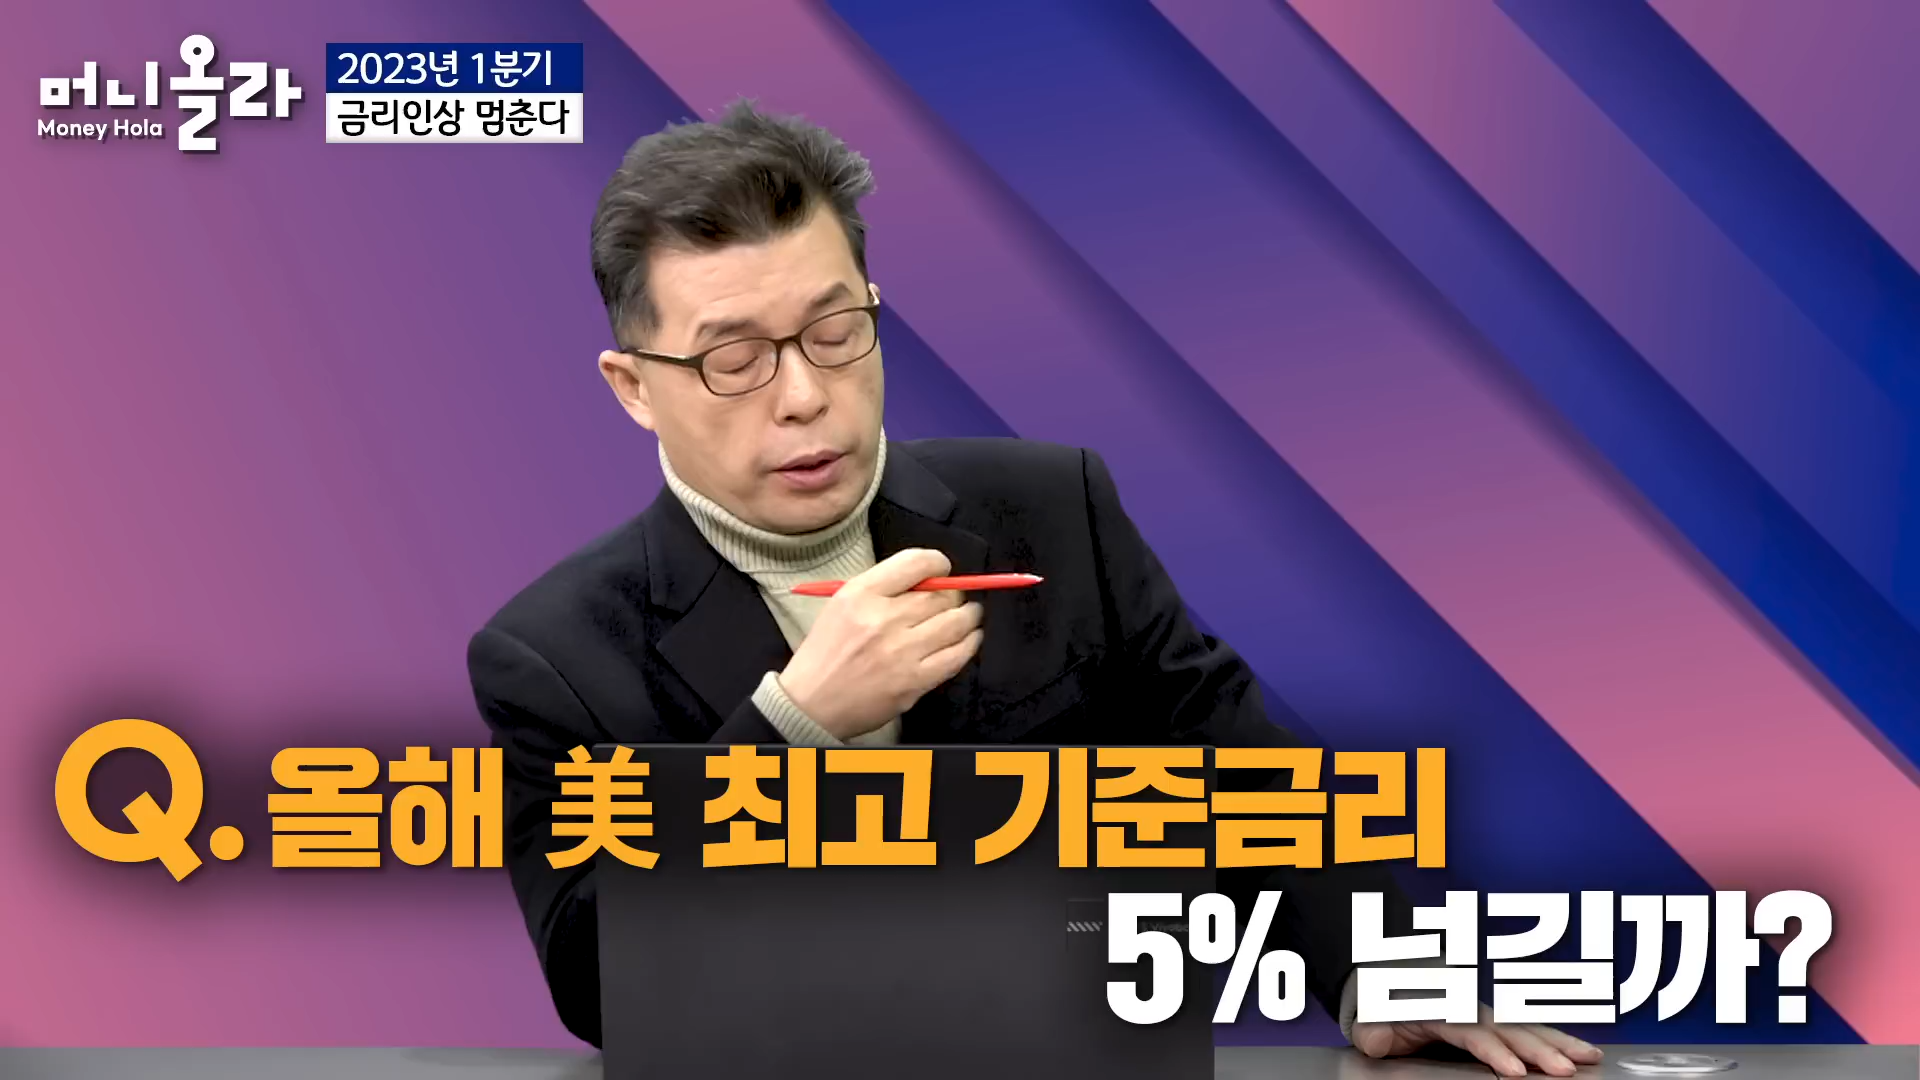 머니올라
Money Hola
2023년 1분기
금리인상 멈춘다
Q. 올해 美 최고 기준금리
5% 넘길까?